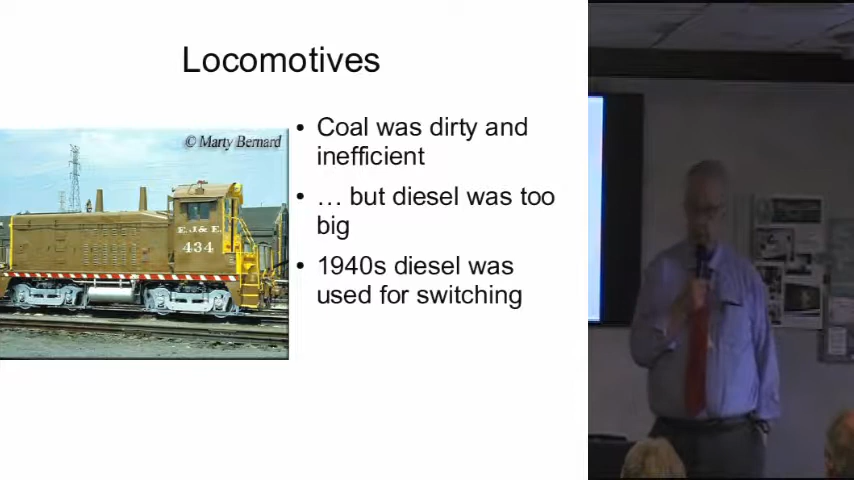 Locomotives
© Marty Bernard
E. J. & E.
434
• Coal was dirty and
inefficient
• … but diesel was too
big
• 1940s diesel was
used for switching